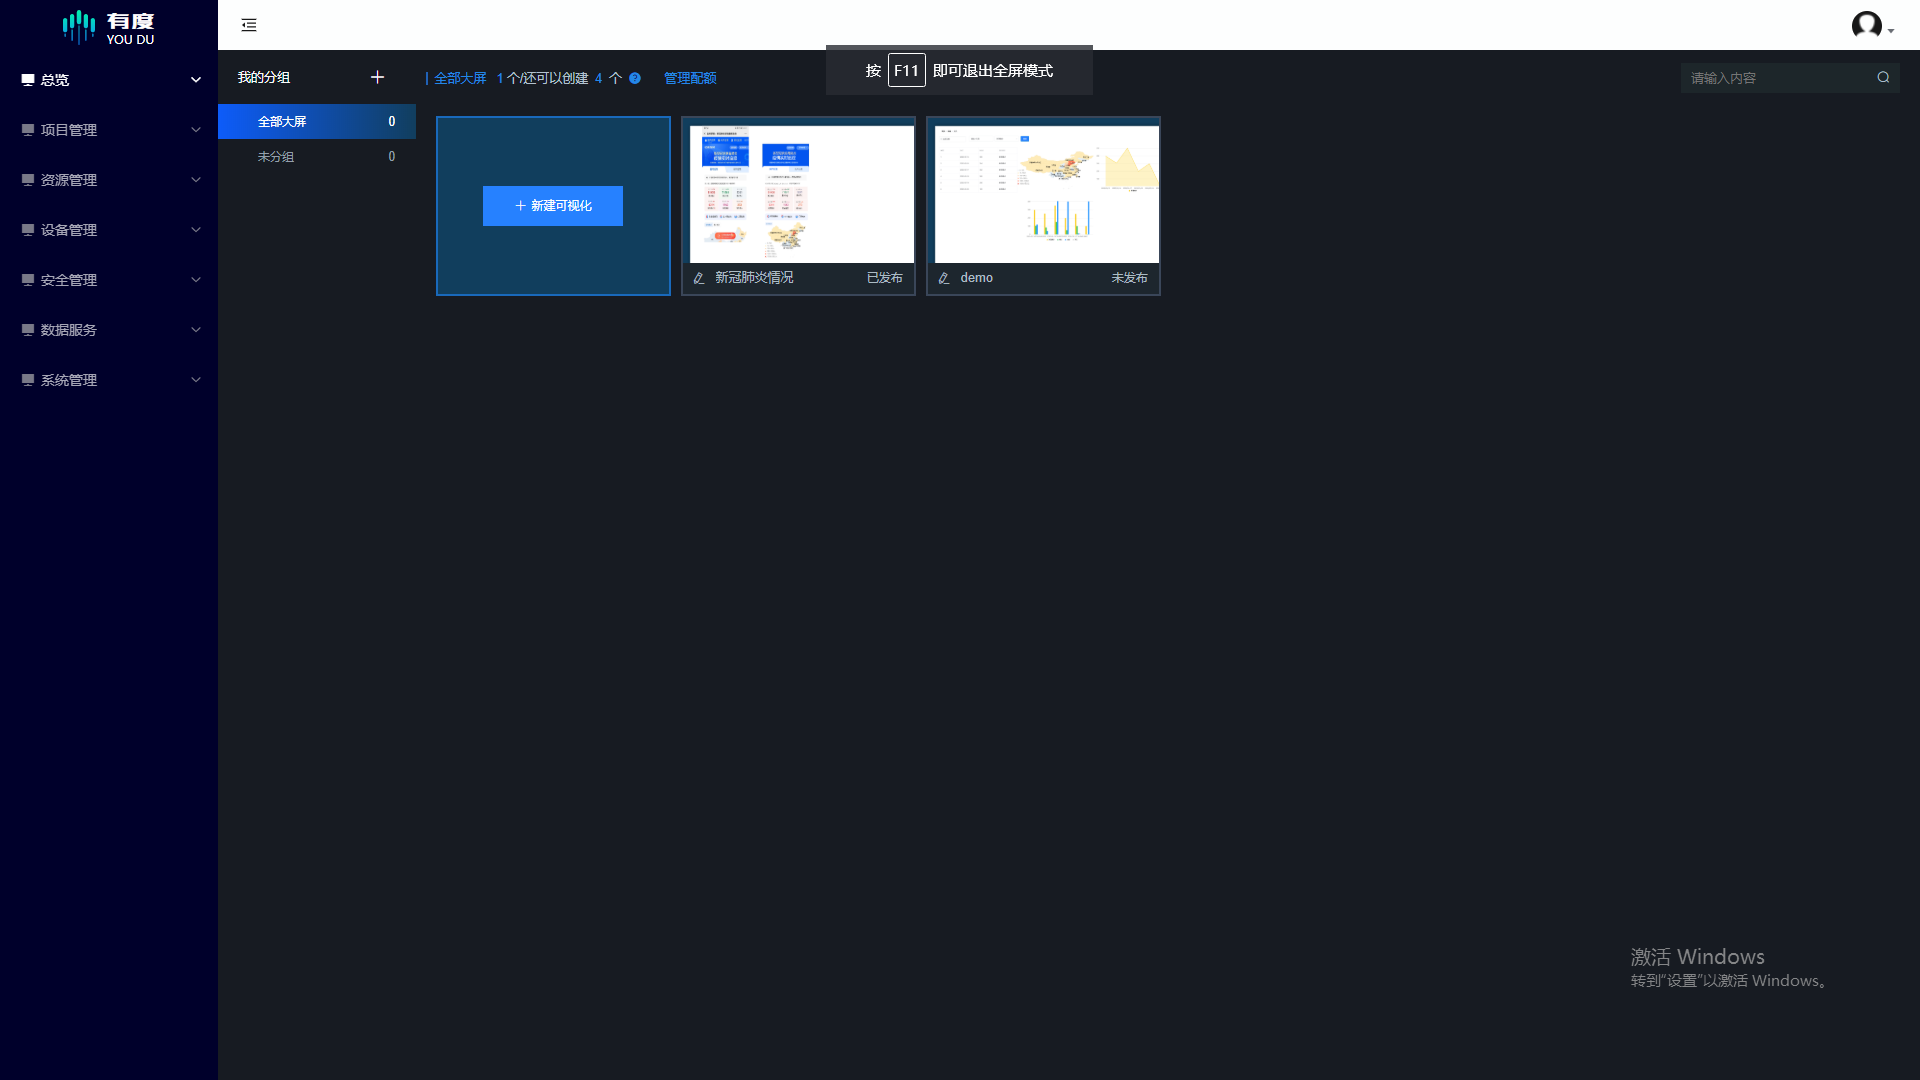 有度
YOU DU
总览
项目管理
资源管理
设备管理
安全管理
数据服务
系统管理
我的分组
全部大屏 0
未分组 0
全部大屏 1 个/还可以创建 4 个 管理配额
按 F11 即可退出全屏模式
请输入内容
新建可视化
新冠肺炎情况 已发布
demo 未发布
激活 Windows
转到“设置”以激活 Windows。